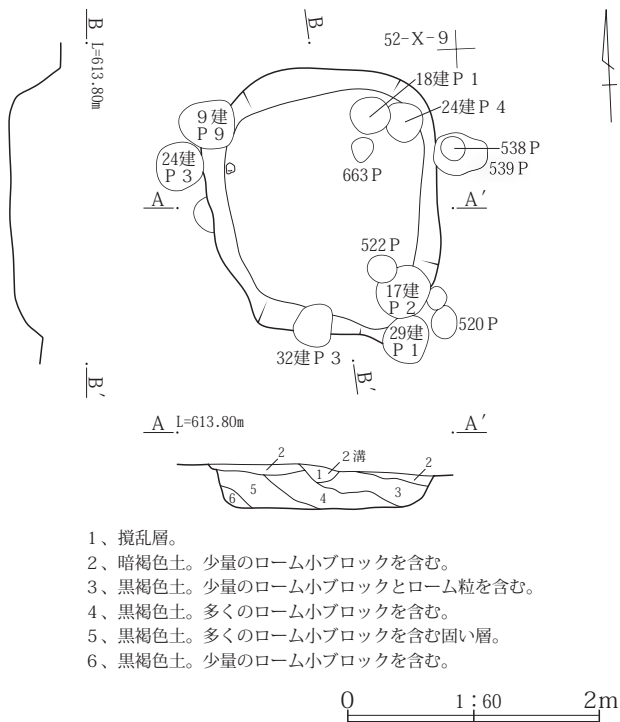 B
L=613.80m
B
52-X-9
18建P1
24建P4
9建
P9
24建
P3
663P
538P
539P
A
A′
522P
17建
P2
520P
29建
P1
32建P3
B′
B′
A L=613.80m
A′
2
2溝
2
1
5
6
4
3
1、撹乱層。
2、暗褐色土。少量のローム小ブロックを含む。
3、黒褐色土。少量のローム小ブロックとローム粒を含む。
4、黒褐色土。多くのローム小ブロックを含む。
5、黒褐色土。多くのローム小ブロックを含む固い層。
6、黒褐色土。少量のローム小ブロックを含む。
0 1:60 2m